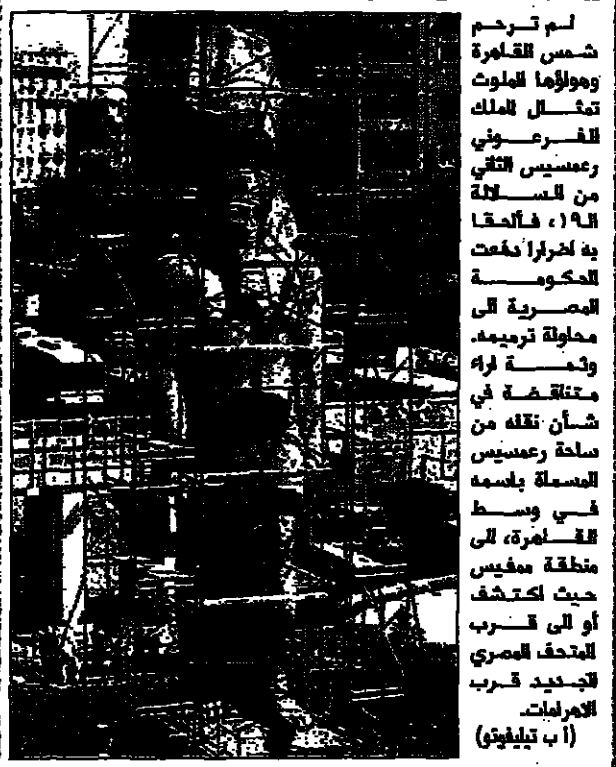 لم ترحم
شمس القاهرة
وهواؤها الملوث
تمثال الملك
الفرعوني
رعمسيس الثاني
من السلالة
الـ١٩، فألحقا
به اضرارا دفعت
الحكومة
المصرية الى
محاولة ترميمه.
وثمة اراء
متناقضة في
شأن نقله من
ساحة رعمسيس
المسماة باسمه
في وسط
القاهرة، الى
منطقة ممفيس
حيث اكتشف
أو الى قرب
المتحف المصري
الجديد قرب
الاهرامات.
(أ ب تيليفوتو)